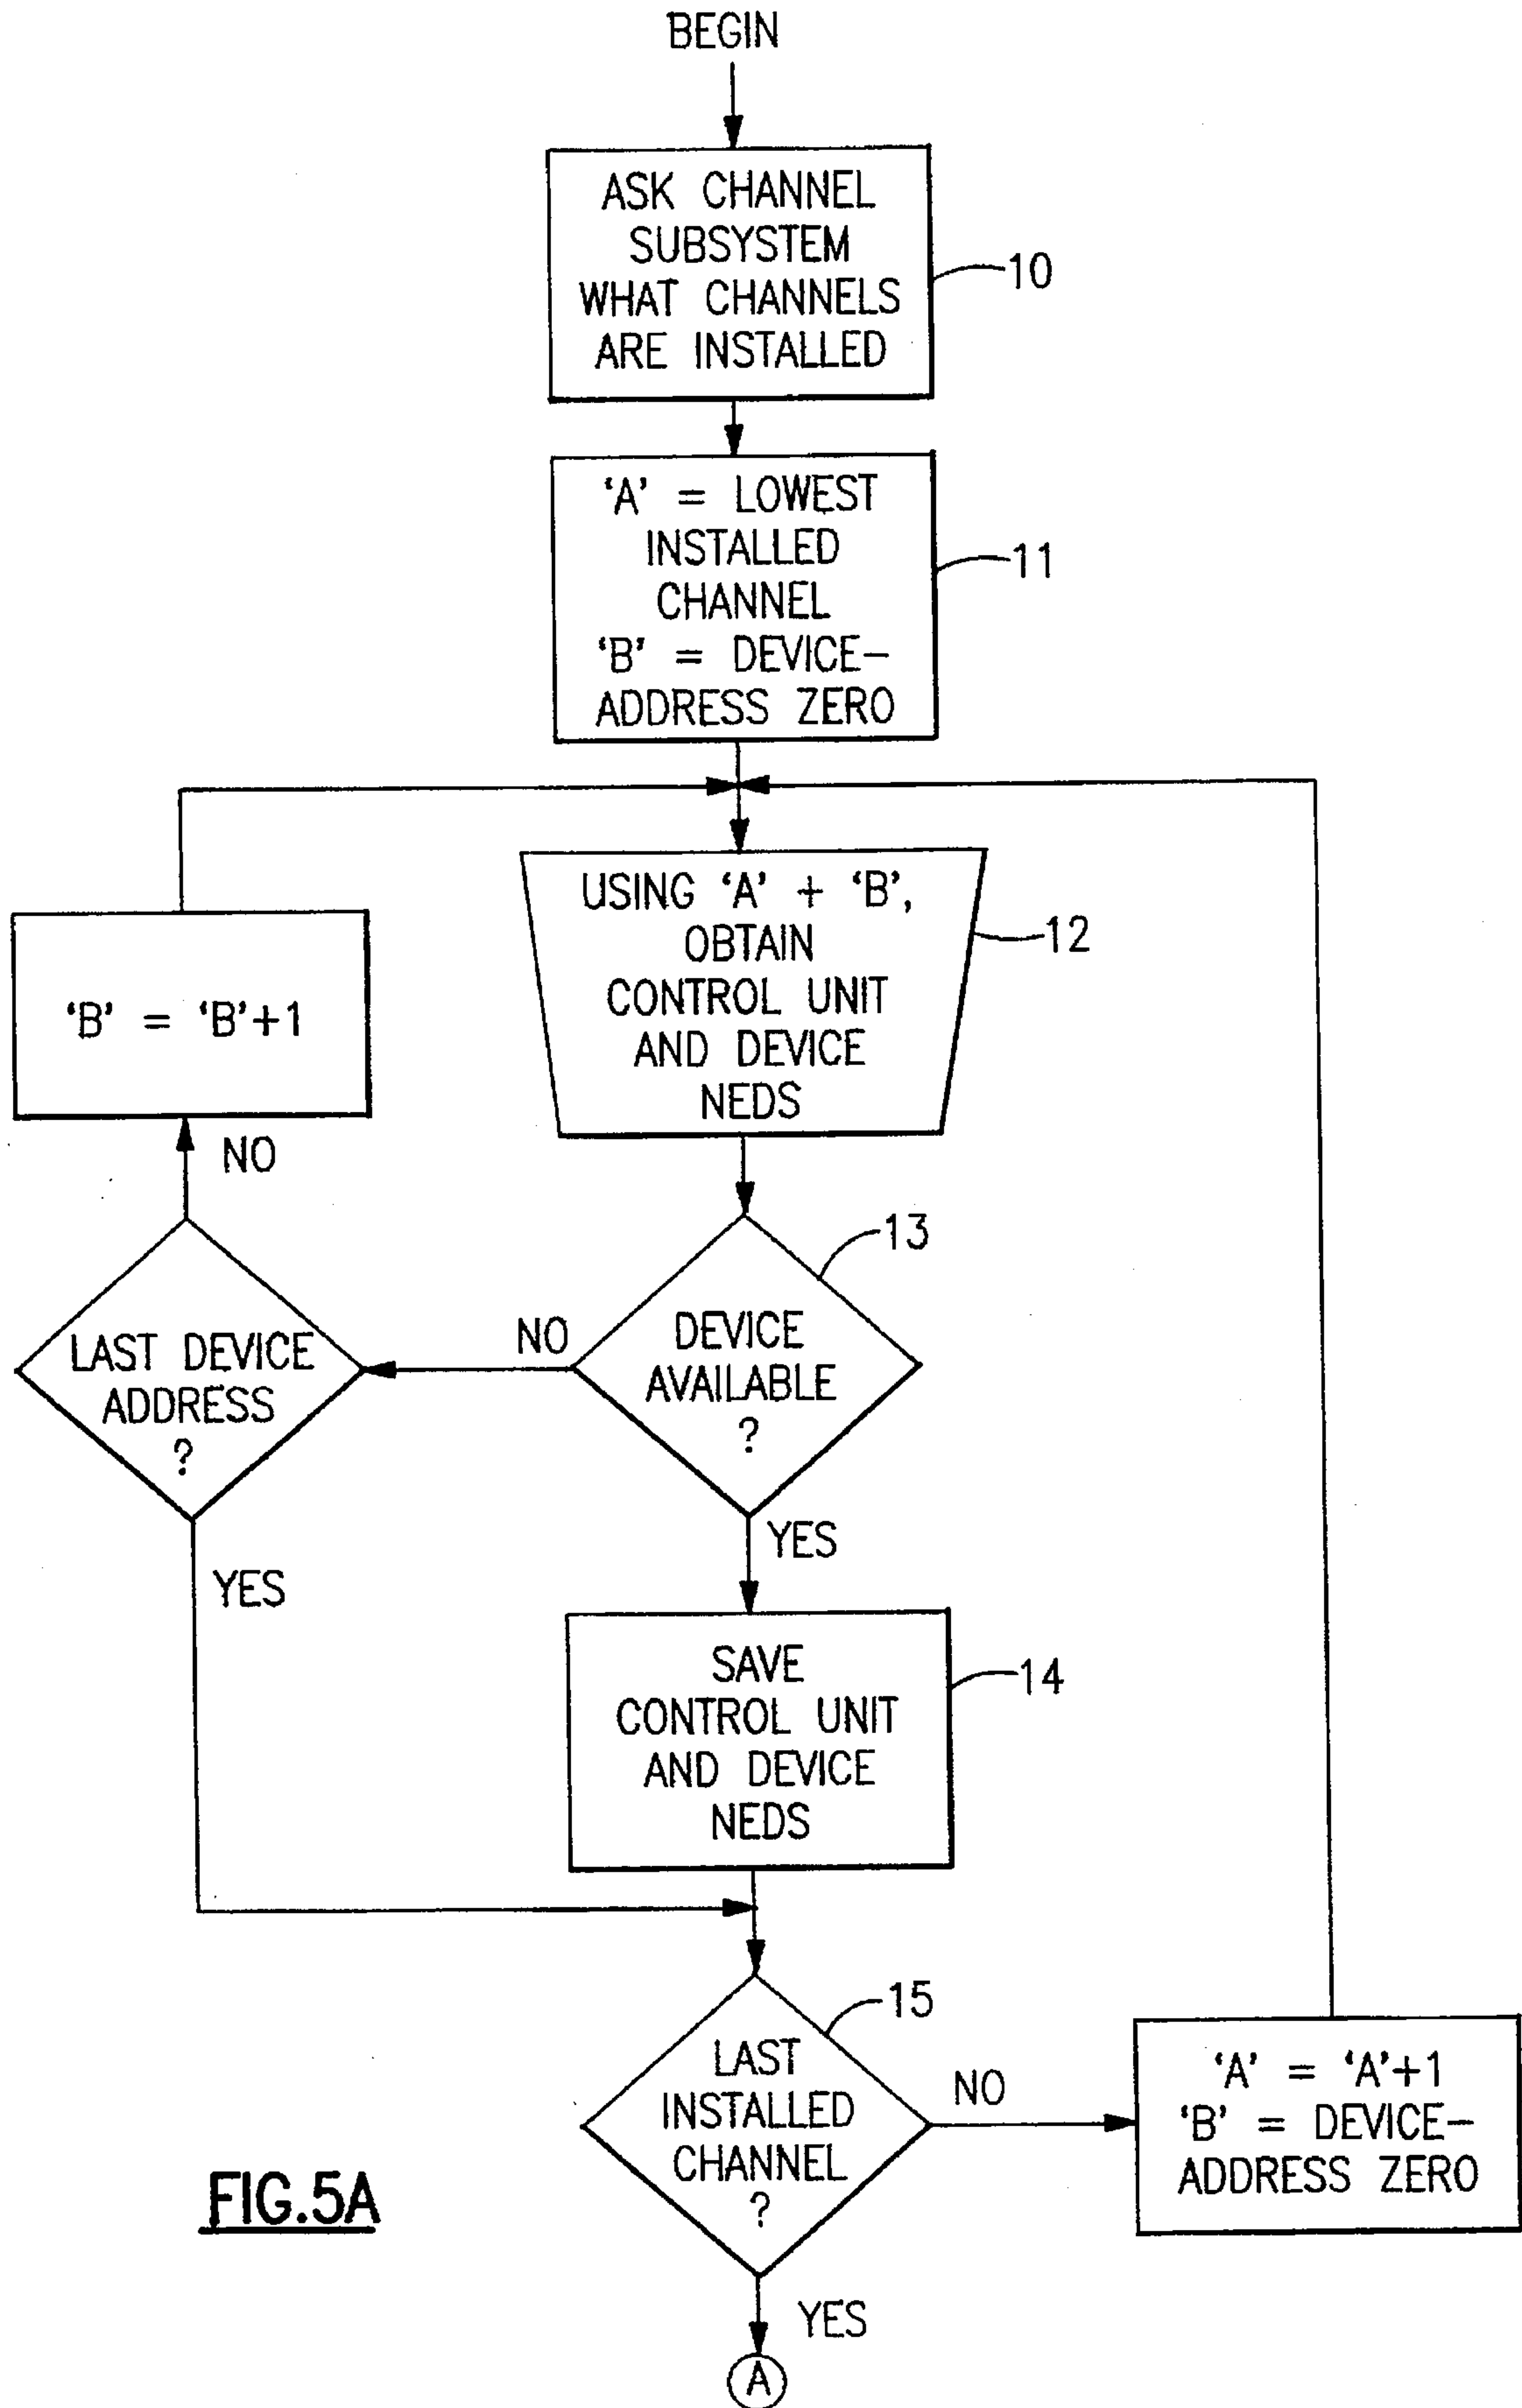 BEGIN
ASK CHANNEL
SUBSYSTEM
WHAT CHANNELS
ARE INSTALLED
10
'A' = LOWEST
INSTALLED
CHANNEL
'B' = DEVICE-
ADDRESS ZERO
11
USING 'A' + 'B',
OBTAIN
CONTROL UNIT
AND DEVICE
NEDS
12
'B' = 'B'+1
NO
13
DEVICE
AVAILABLE
?
NO
LAST DEVICE
ADDRESS
?
YES
YES
SAVE
CONTROL UNIT
AND DEVICE
NEDS
14
15
LAST
INSTALLED
CHANNEL
?
NO
'A' = 'A'+1
'B' = DEVICE-
ADDRESS ZERO
YES
A
FIG.5A